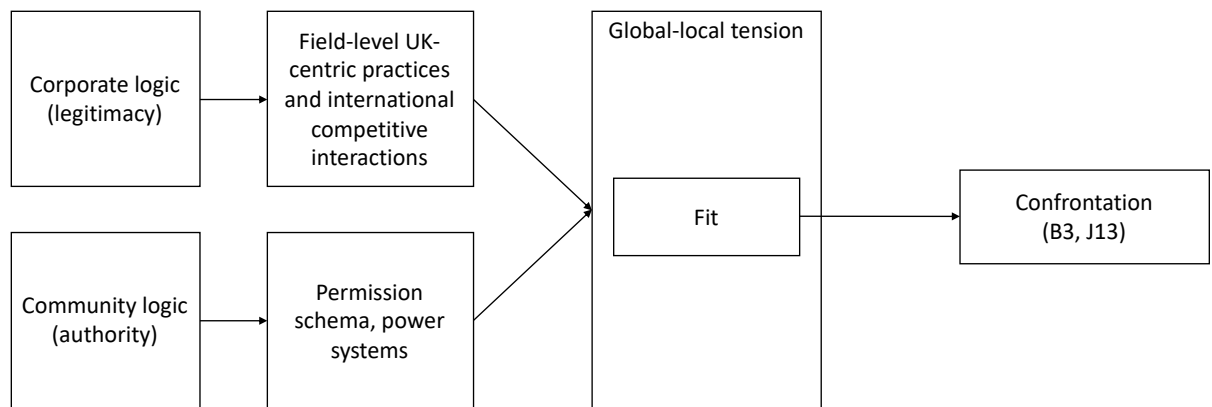 Corporate logic
(legitimacy)
Field-level UK-
centric practices
and international
competitive
interactions
Global-local tension
Fit
Confrontation
(B3, J13)
Community logic
(authority)
Permission
schema, power
systems